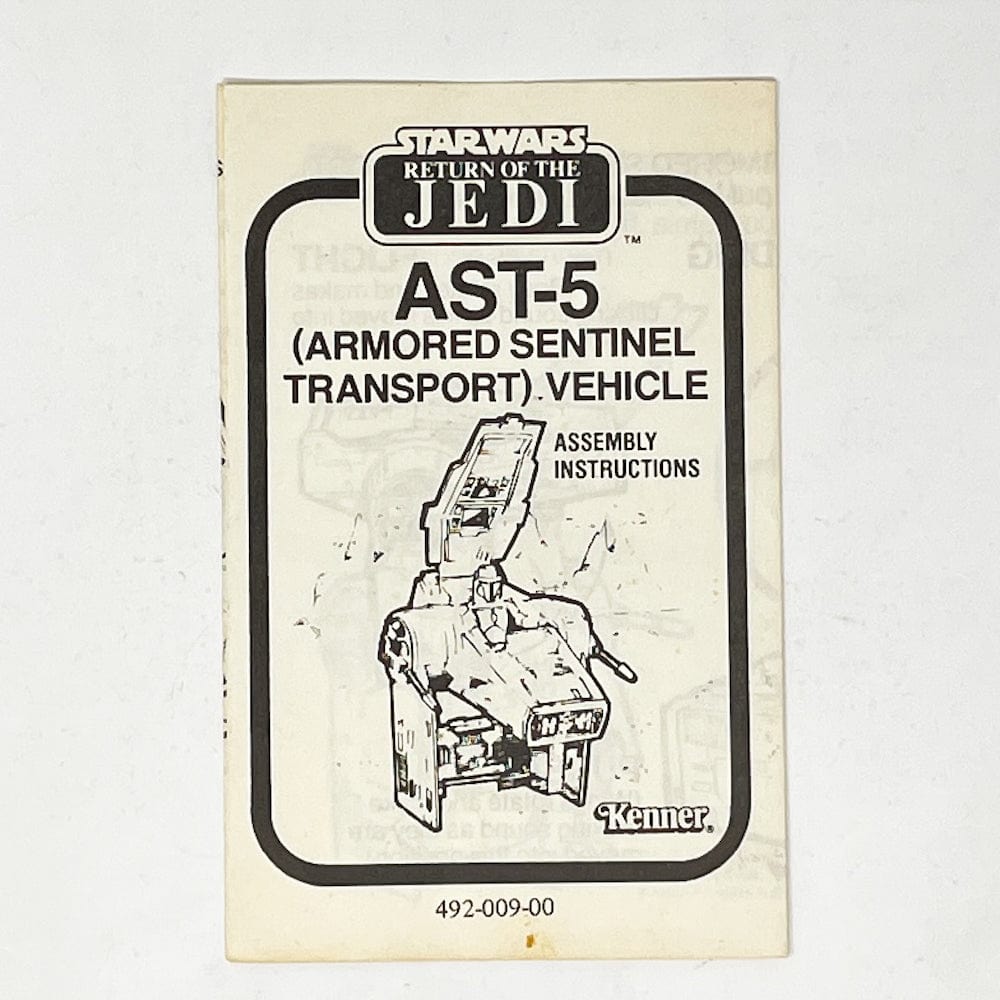 STAR WARS
RETURN OF THE
JEDI
TM
AST-5
(ARMORED SENTINEL
TRANSPORT) VEHICLE
ASSEMBLY
INSTRUCTIONS
Kenner®
492-009-00